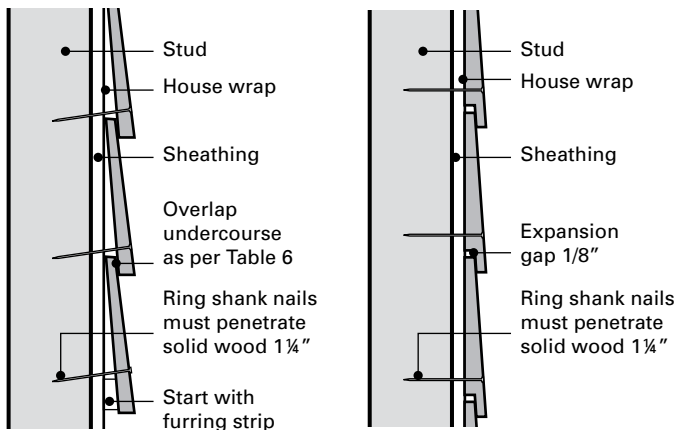 Stud
House wrap
Sheathing
Overlap
undercourse
as per Table 6
Ring shank nails
must penetrate
solid wood 1¼”
Start with
furring strip
Stud
House wrap
Sheathing
Expansion
gap 1/8”
Ring shank nails
must penetrate
solid wood 1¼”